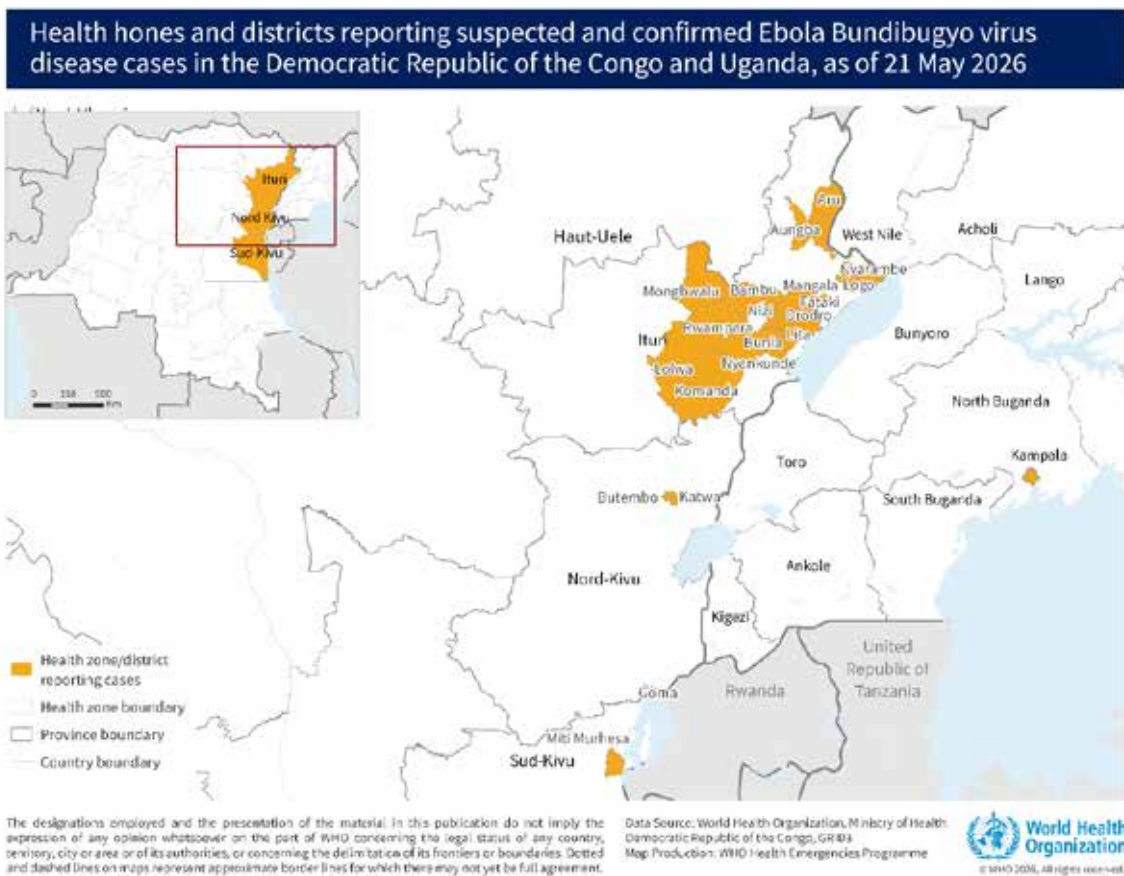 Health hones and districts reporting suspected and confirmed Ebola Bundibugyo virus
disease cases in the Democratic Republic of the Congo and Uganda, as of 21 May 2026
Ituri
Nord Kivu
Sud-Kivu
Km
Aru
Aungba
West Nile
Acholi
Haut-Uele
Lango
Nyarambe
Mongbwalu
Bambu
Mangala
Logo
Fataki
Nizi
Drodro
Rwampara
Lita
Bunia
Bunyoro
Ituri
Nyankunde
Lolwa
Komanda
North Buganda
Kampala
Toro
South Buganda
Butembo
Katwa
Ankole
Nord-Kivu
Kigezi
United
Republic of
Tanzania
Goma
Rwanda
Miti Murhesa
Sud-Kivu
Health zone/district
reporting cases
Health zone boundary
Province boundary
Country boundary
The designations employed and the presentation of the material in this publication do not imply the
expression of any opinion whatsoever on the part of WHO concerning the legal status of any country,
territory, city or area or of its authorities, or concerning the delimitation of its frontiers or boundaries. Dotted
and dashed lines on maps represent approximate border lines for which there may not yet be full agreement.
Data Source: World Health Organization, Ministry of Health
Democratic Republic of the Congo, GRID3
Map Production: WHO Health Emergencies Programme
World Health
Organization
© WHO 2026, All rights reserved.